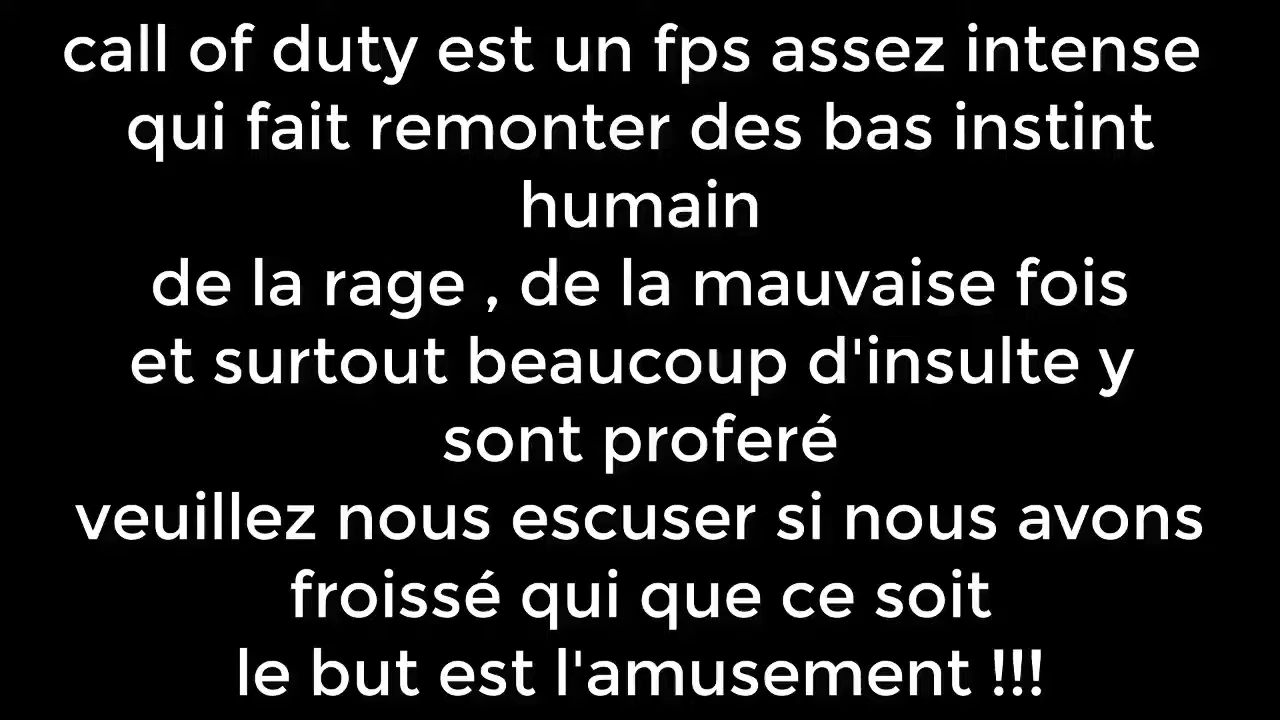 call of duty est un fps assez intense
qui fait remonter des bas instint
humain
de la rage , de la mauvaise fois
et surtout beaucoup d'insulte y
sont proferé
veuillez nous escuser si nous avons
froissé qui que ce soit
le but est l'amusement !!!